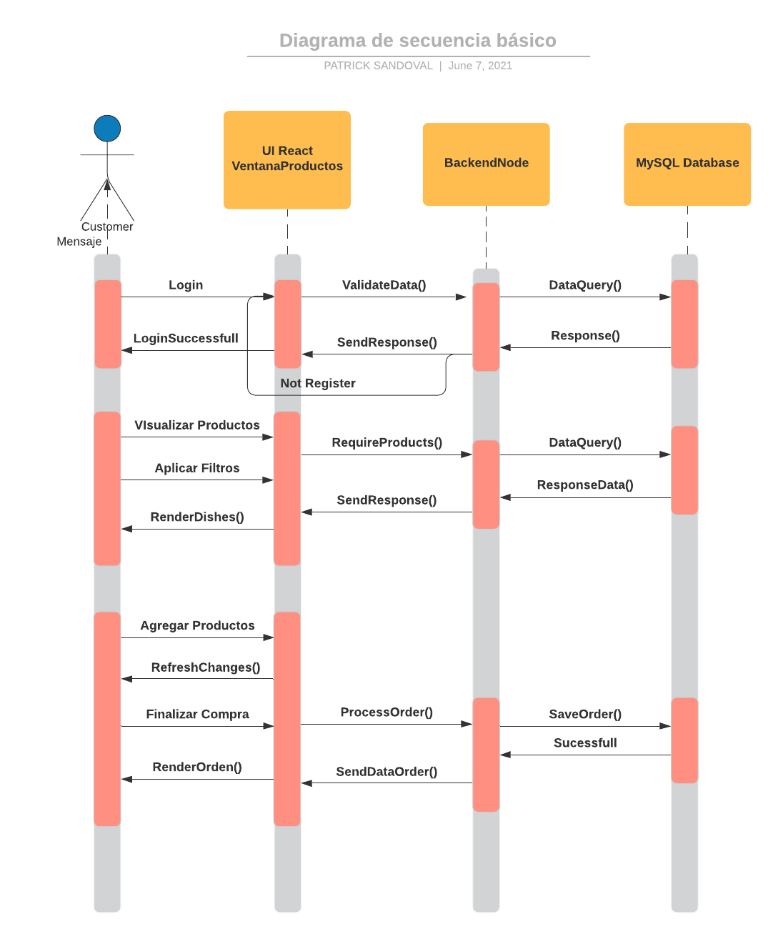 Diagrama de secuencia básico
PATRICK SANDOVAL | June 7, 2021
UI React
VentanaProductos
BackendNode
MySQL Database
Customer
Mensaje
Login
ValidateData()
DataQuery()
LoginSuccessfull
SendResponse()
Response()
Not Register
VIsualizar Productos
RequireProducts()
DataQuery()
Aplicar Filtros
ResponseData()
SendResponse()
RenderDishes()
Agregar Productos
RefreshChanges()
Finalizar Compra
ProcessOrder()
SaveOrder()
Sucessfull
RenderOrden()
SendDataOrder()